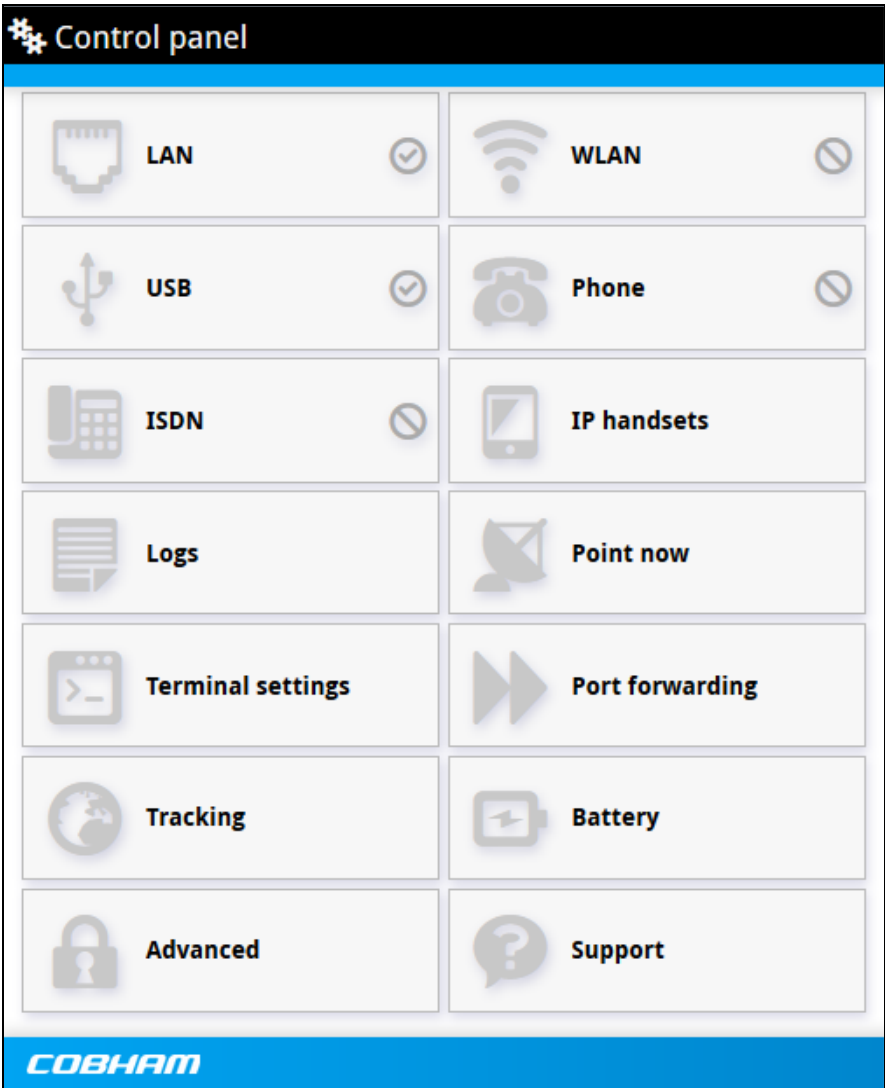 Control panel
LAN
WLAN
USB
Phone
ISDN
IP handsets
Logs
Point now
Terminal settings
Port forwarding
Tracking
Battery
Advanced
Support
COBHAM